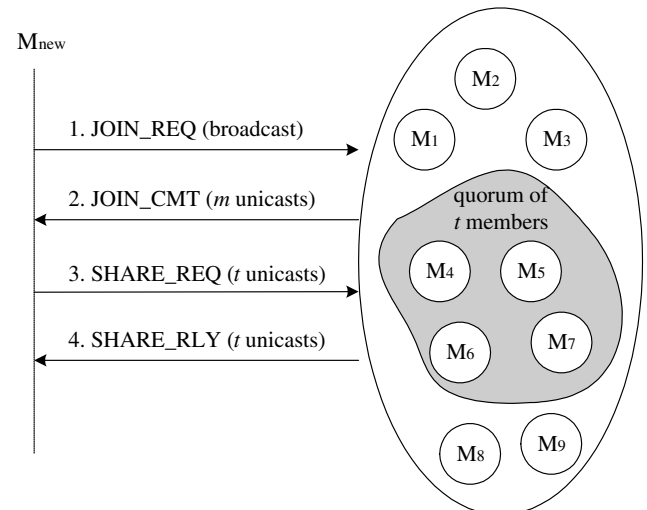 Mnew
1. JOIN_REQ (broadcast)
2. JOIN_CMT (m unicasts)
3. SHARE_REQ (t unicasts)
4. SHARE_RLY (t unicasts)
M2
M1
M3
quorum of
t members
M4
M5
M6
M7
M8
M9